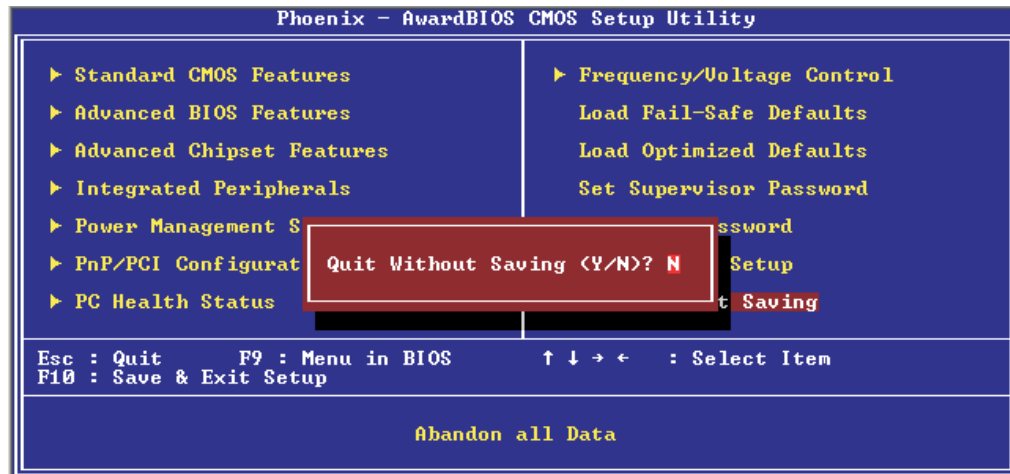 Phoenix - AwardBIOS CMOS Setup Utility
▶ Standard CMOS Features
▶ Advanced BIOS Features
▶ Advanced Chipset Features
▶ Integrated Peripherals
▶ Power Management S
▶ PnP/PCI Configurat
▶ PC Health Status
▶ Frequency/Voltage Control
Load Fail-Safe Defaults
Load Optimized Defaults
Set Supervisor Password
ssword
Setup
t Saving
Quit Without Saving (Y/N)? N
Esc : Quit F9 : Menu in BIOS ↑ ↓ → ← : Select Item
F10 : Save & Exit Setup
Abandon all Data